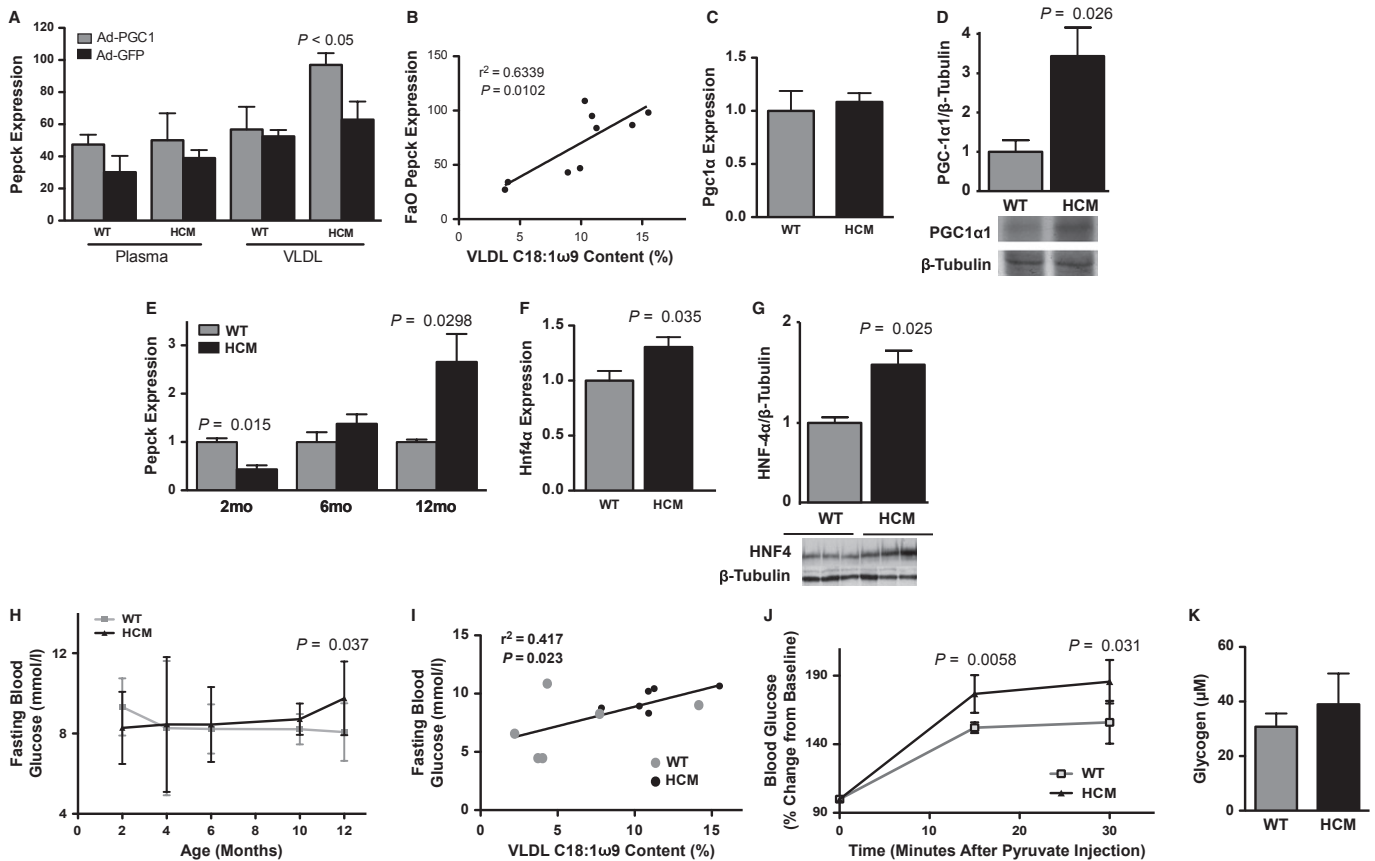 A
Ad-PGC1
Ad-GFP
P < 0.05
Pepck Expression
120
100
80
60
40
20
0
WT
HCM
WT
HCM
Plasma
VLDL
B
r2 = 0.6339
P = 0.0102
FaO Pepck Expression
150
100
50
0
0
5
10
15
VLDL C18:1ω9 Content (%)
C
Pgc1α Expression
1.5
1.0
0.5
0.0
WT
HCM
D
P = 0.026
PGC-1α1/β-Tubulin
4
3
2
1
0
WT
HCM
PGC1α1
β-Tubulin
E
WT
HCM
P = 0.0298
P = 0.015
Pepck Expression
3
2
1
0
2mo
6mo
12mo
F
P = 0.035
Hnf4α Expression
1.5
1.0
0.5
0.0
WT
HCM
G
P = 0.025
HNF-4α/β-Tubulin
2
1
0
WT
HCM
HNF4
β-Tubulin
H
WT
HCM
P = 0.037
Fasting Blood
Glucose (mmol/l)
12
8
4
0
2
4
6
8
10
12
Age (Months)
I
r2 = 0.417
P = 0.023
Fasting Blood
Glucose (mmol/l)
15
10
5
0
WT
HCM
0
5
10
15
VLDL C18:1ω9 Content (%)
J
P = 0.0058
P = 0.031
Blood Glucose
(% Change from Baseline)
190
140
90
WT
HCM
0
10
20
30
Time (Minutes After Pyruvate Injection)
K
Glycogen (µM)
60
40
20
0
WT
HCM